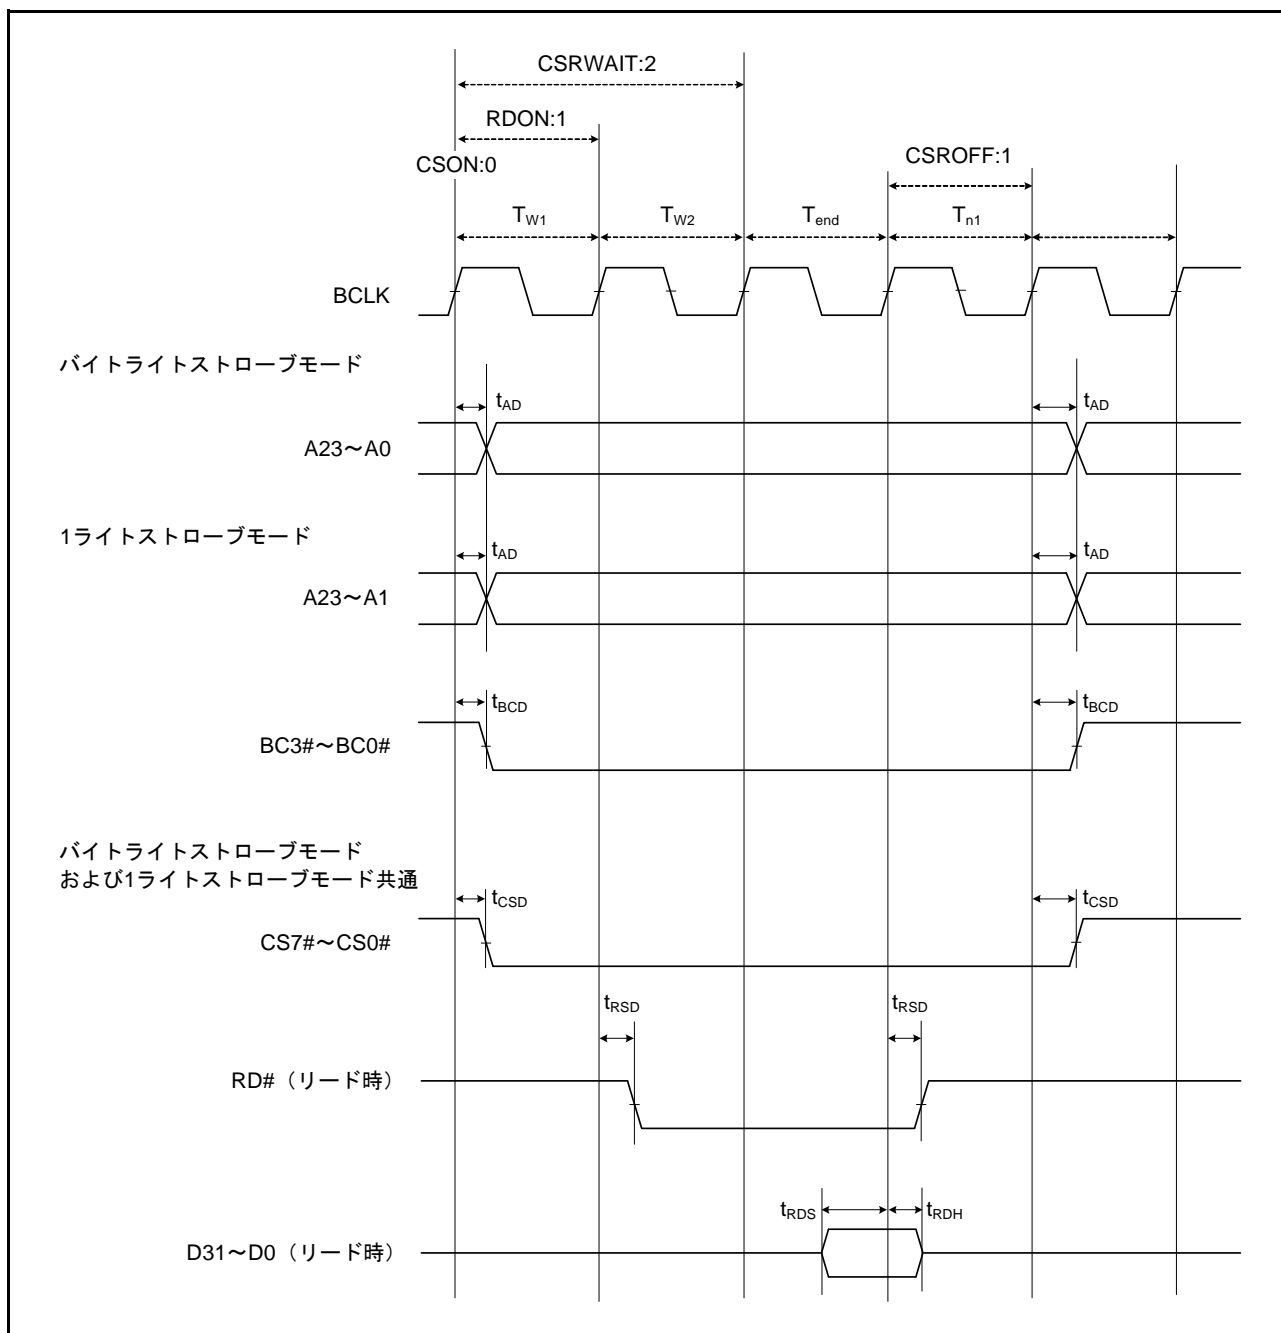 CSRWAIT:2
RDON:1
CSON:0
CSROFF:1
TW1 TW2 Tend Tn1
BCLK
バイトライトストローブモード
tAD tAD
A23～A0
1ライトストローブモード
tAD tAD
A23～A1
tBCD tBCD
BC3#～BC0#
バイトライトストローブモード
および1ライトストローブモード共通
tCSD tCSD
CS7#～CS0#
tRSD tRSD
RD#（リード時）
tRDS tRDH
D31～D0（リード時）